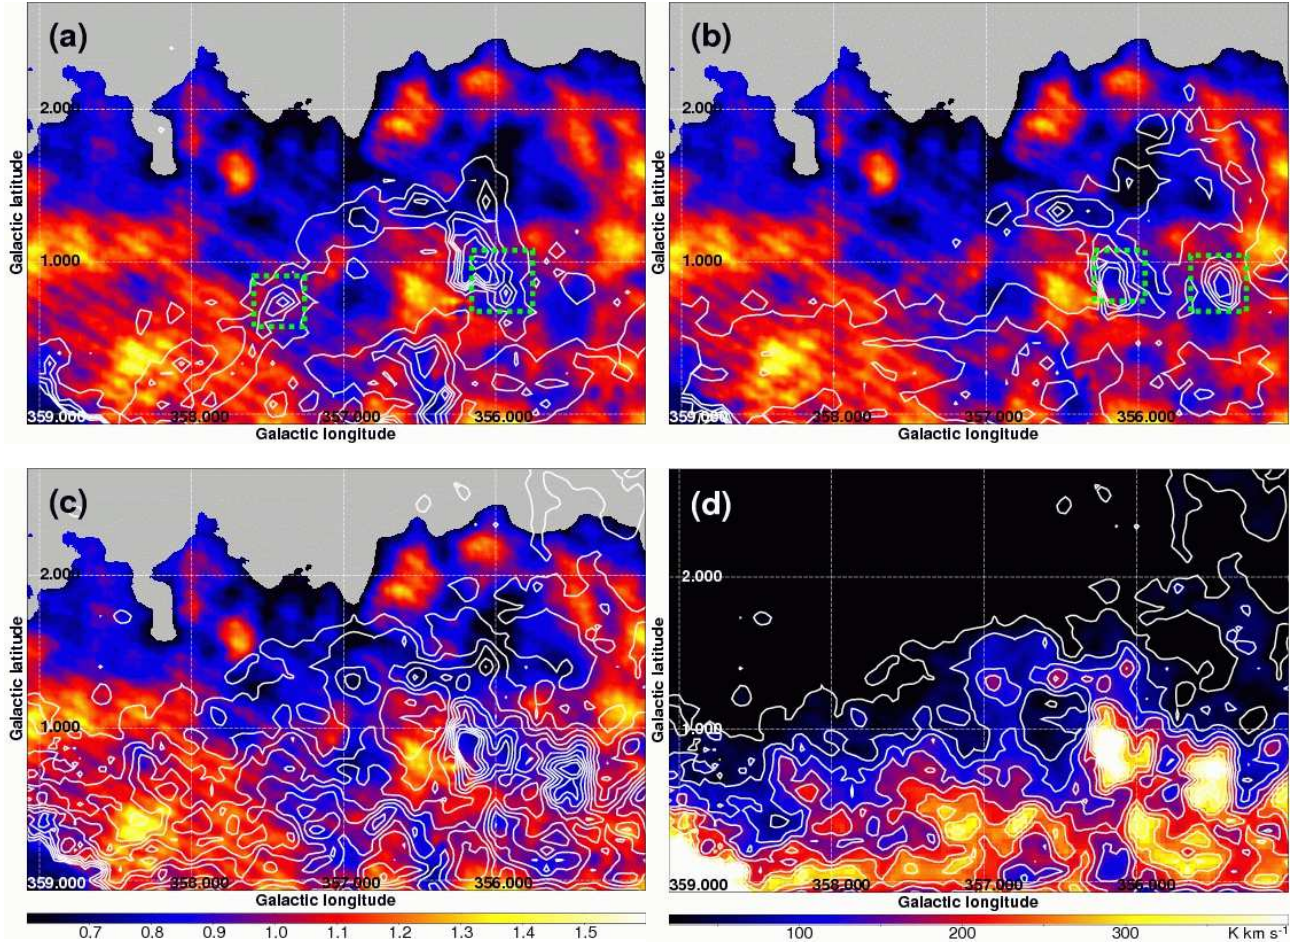 (a)
2.000
1.000
359.000 358.000 357.000 356.000
Galactic latitude
Galactic longitude
(b)
2.000
1.000
359.000 358.000 357.000 356.000
Galactic latitude
Galactic longitude
(c)
2.000
1.000
359.000 358.000 357.000 356.000
Galactic latitude
Galactic longitude
0.7 0.8 0.9 1.0 1.1 1.2 1.3 1.4 1.5
(d)
2.000
1.000
359.000 358.000 357.000 356.000
Galactic latitude
Galactic longitude
100 200 300 K km s⁻¹